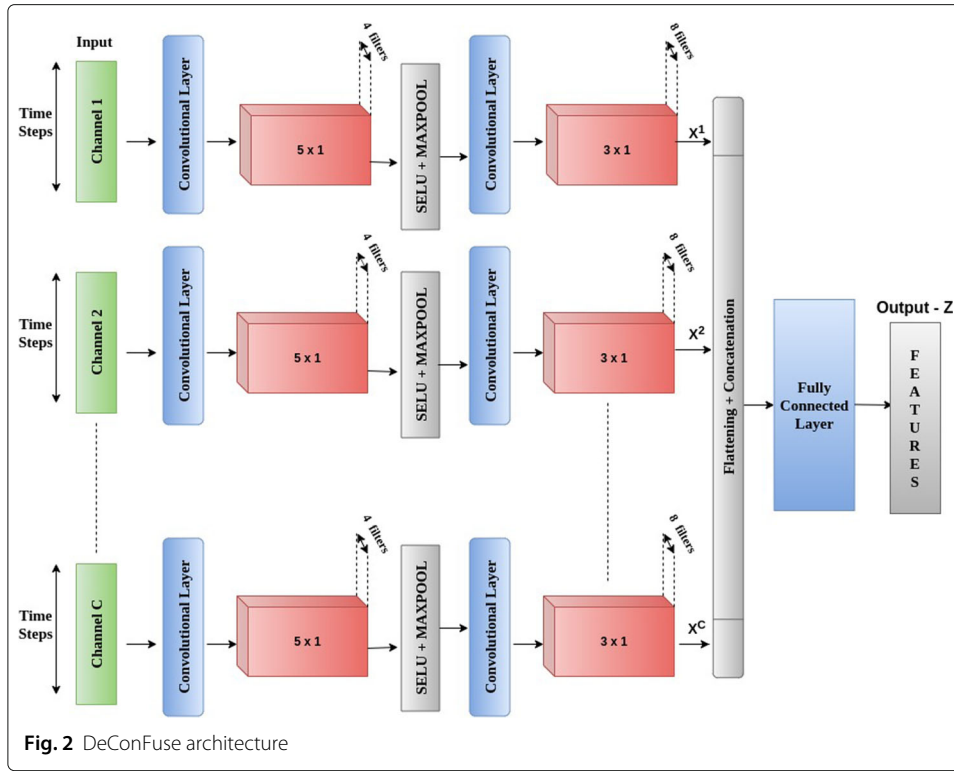 Input
Time
Steps
Channel 1
Convolutional Layer
5 x 1
4 filters
SELU + MAXPOOL
Convolutional Layer
3 x 1
8 filters
X¹
Time
Steps
Channel 2
Convolutional Layer
5 x 1
4 filters
SELU + MAXPOOL
Convolutional Layer
3 x 1
8 filters
X²
Time
Steps
Channel C
Convolutional Layer
5 x 1
4 filters
SELU + MAXPOOL
Convolutional Layer
3 x 1
8 filters
Xᶜ
Flattening + Concatenation
Fully
Connected
Layer
Output - Z
FEATURES
Fig. 2 DeConFuse architecture